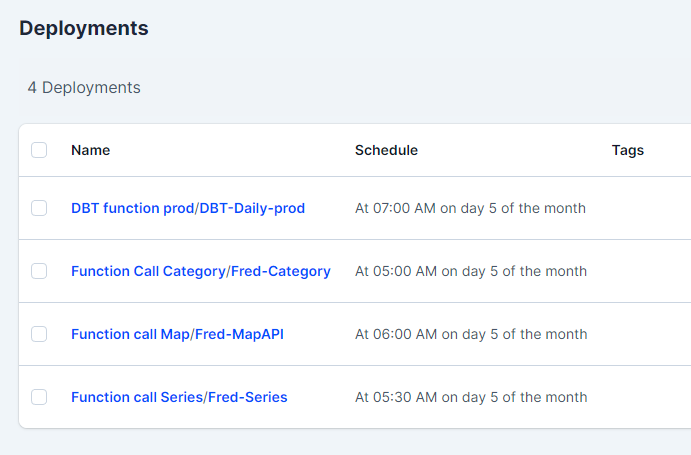 Deployments
4 Deployments
Name Schedule Tags
DBT function prod/DBT-Daily-prod At 07:00 AM on day 5 of the month
Function Call Category/Fred-Category At 05:00 AM on day 5 of the month
Function call Map/Fred-MapAPI At 06:00 AM on day 5 of the month
Function call Series/Fred-Series At 05:30 AM on day 5 of the month